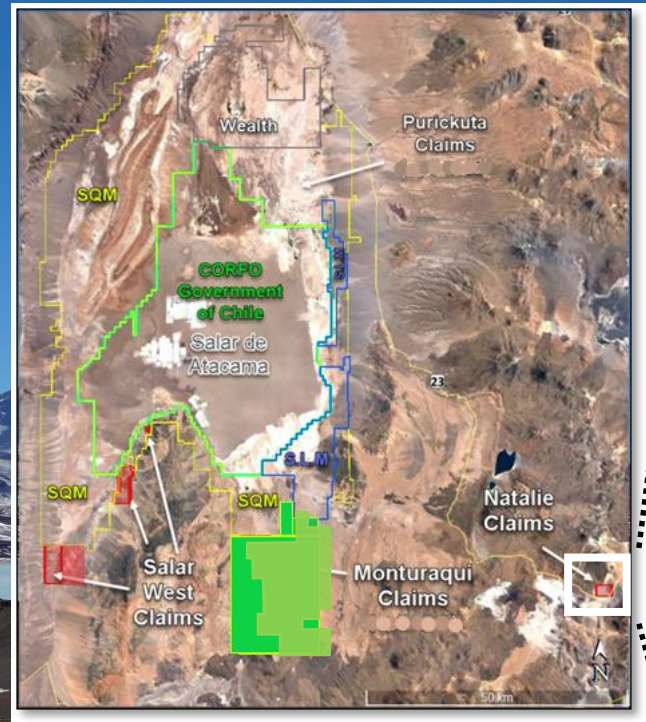 23
Wealth
Purickuta
Claims
SQM
S.L.M
CORFO
Government
of Chile
Salar de
Atacama
23
S.L.M
SQM
SQM
Natalie
Claims
Salar
West
Claims
Monturaqui
Claims
N
50 km